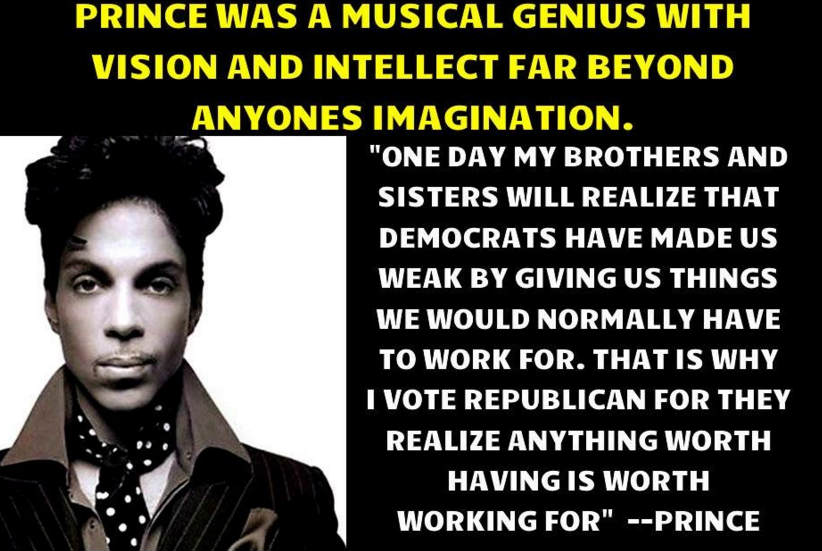 PRINCE WAS A MUSICAL GENIUS WITH
VISION AND INTELLECT FAR BEYOND
ANYONES IMAGINATION.
"ONE DAY MY BROTHERS AND
SISTERS WILL REALIZE THAT
DEMOCRATS HAVE MADE US
WEAK BY GIVING US THINGS
WE WOULD NORMALLY HAVE
TO WORK FOR. THAT IS WHY
I VOTE REPUBLICAN FOR THEY
REALIZE ANYTHING WORTH
HAVING IS WORTH
WORKING FOR" --PRINCE